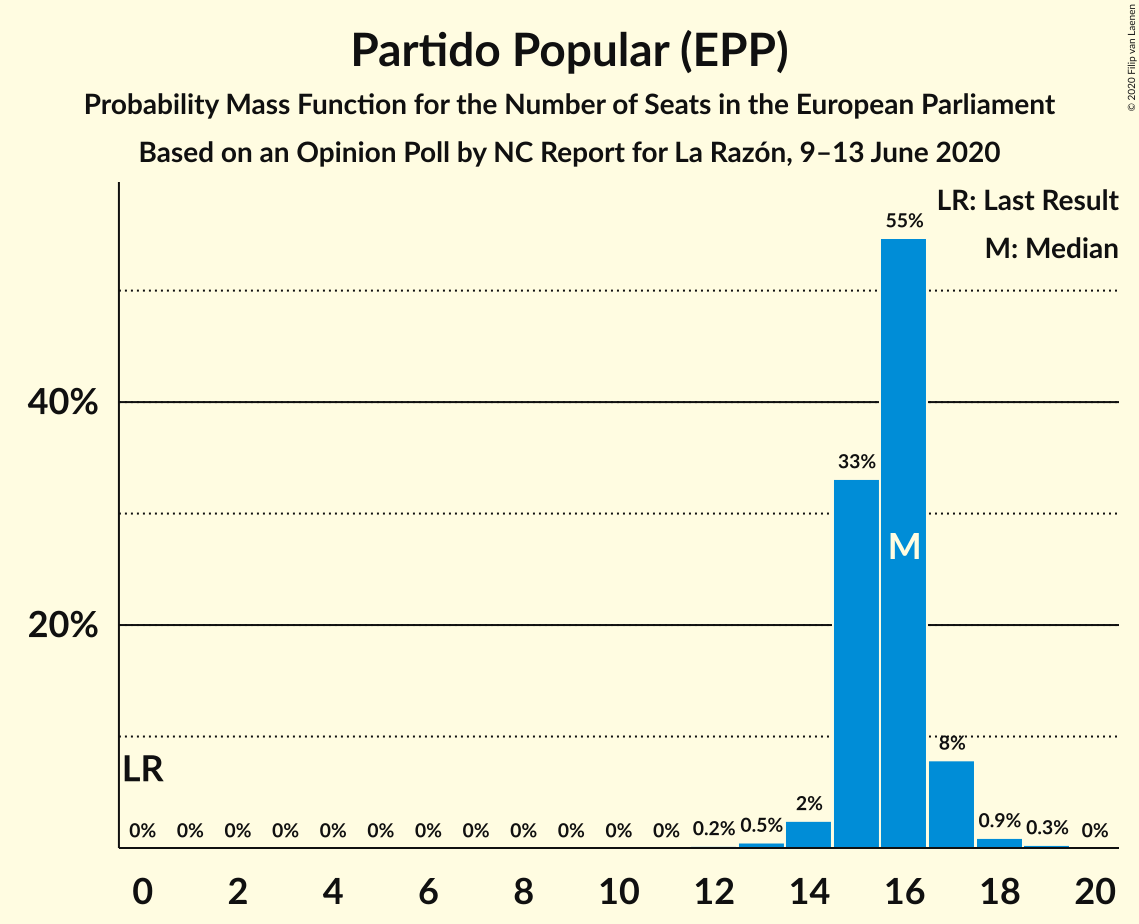 Partido Popular (EPP)
Probability Mass Function for the Number of Seats in the European Parliament
Based on an Opinion Poll by NC Report for La Razón, 9–13 June 2020
© 2020 Filip van Laenen
LR: Last Result
M: Median
55%
40%
33%
M
20%
8%
LR
0% 0% 0% 0% 0% 0% 0% 0% 0% 0% 0% 0% 0.2% 0.5% 2% 0.9% 0.3% 0%
0 2 4 6 8 10 12 14 16 18 20